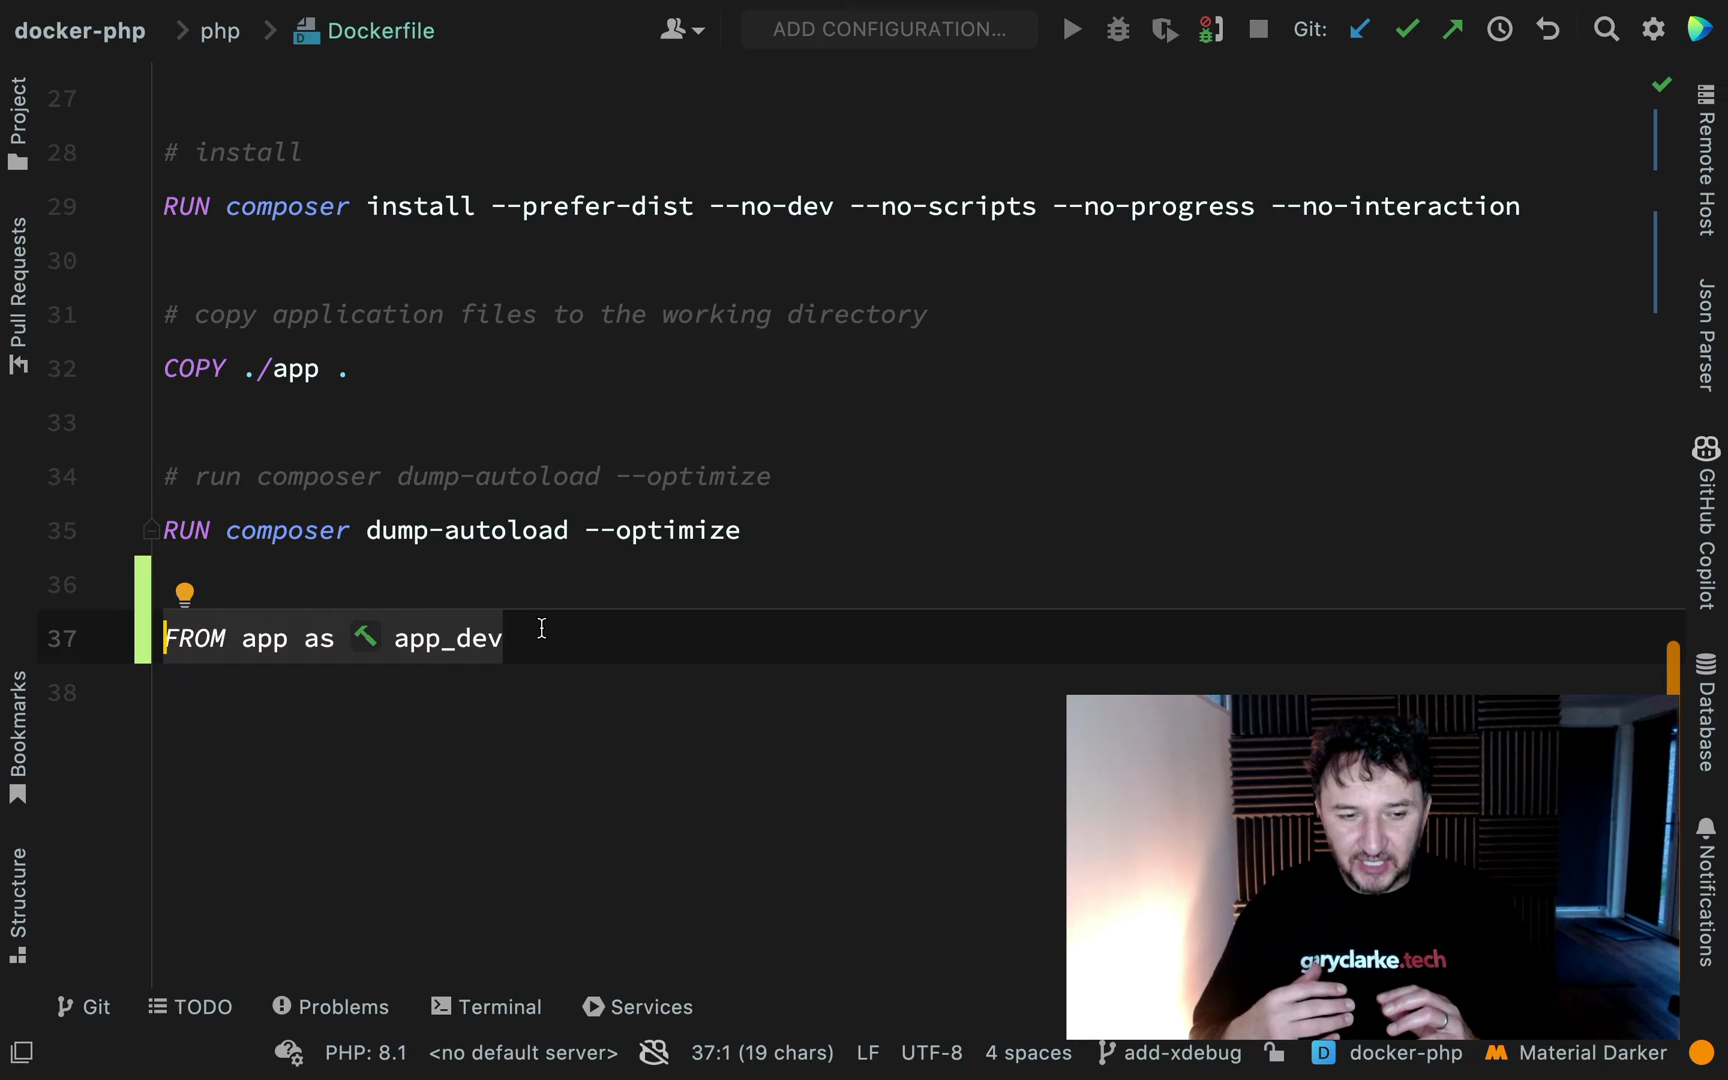 docker-php php Dockerfile ADD CONFIGURATION... Git:
27
28 # install
29 RUN composer install --prefer-dist --no-dev --no-scripts --no-progress --no-interaction
30
31 # copy application files to the working directory
32 COPY ./app .
33
34 # run composer dump-autoload --optimize
35 RUN composer dump-autoload --optimize
36
37 FROM app as app_dev
38
Project
Pull Requests
Bookmarks
Structure
Remote Host
Json Parser
GitHub Copilot
Database
Notifications
garyclarke.tech
Git TODO Problems Terminal Services
PHP: 8.1 <no default server> 37:1 (19 chars) LF UTF-8 4 spaces add-xdebug D docker-php Material Darker